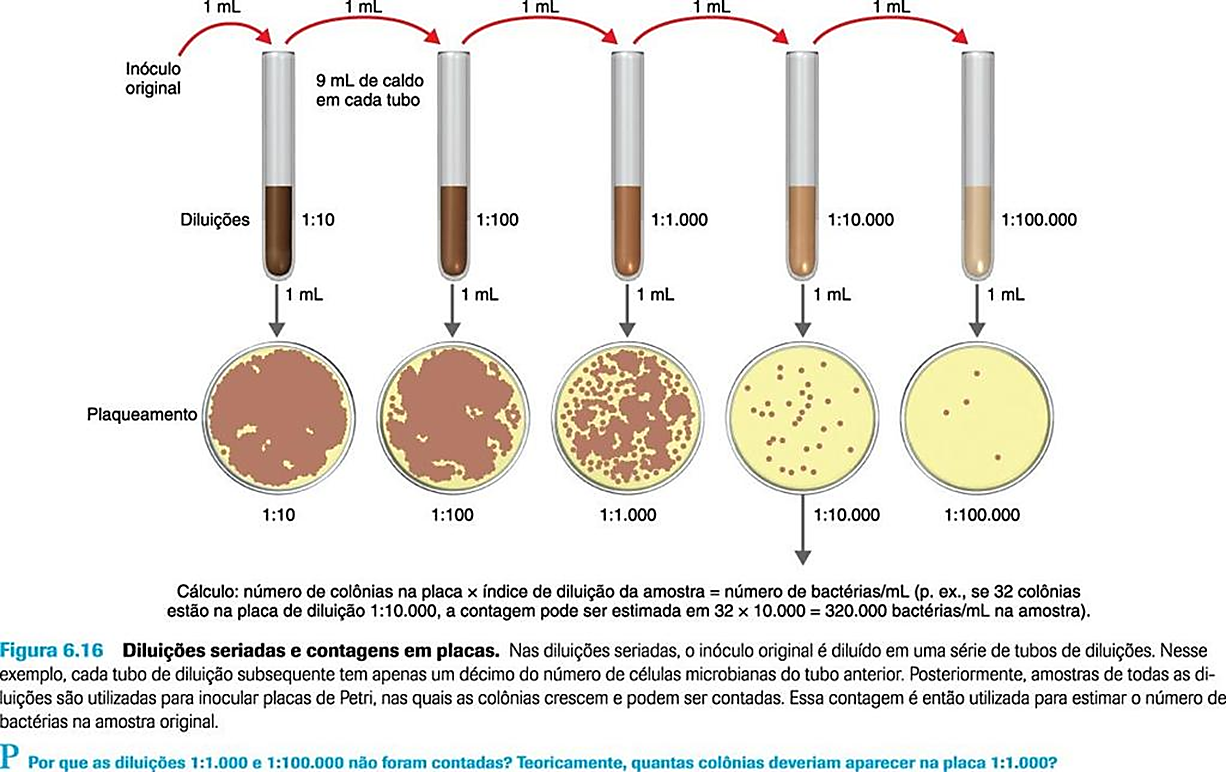 1 mL 1 mL 1 mL 1 mL 1 mL
Inóculo
original
9 mL de caldo
em cada tubo
Diluições 1:10 1:100 1:1.000 1:10.000 1:100.000
1 mL 1 mL 1 mL 1 mL 1 mL
Plaqueamento
1:10 1:100 1:1.000 1:10.000 1:100.000
Cálculo: número de colônias na placa × índice de diluição da amostra = número de bactérias/mL (p. ex., se 32 colônias
estão na placa de diluição 1:10.000, a contagem pode ser estimada em 32 × 10.000 = 320.000 bactérias/mL na amostra).
Figura 6.16 Diluições seriadas e contagens em placas. Nas diluições seriadas, o inóculo original é diluído em uma série de tubos de diluições. Nesse
exemplo, cada tubo de diluição subsequente tem apenas um décimo do número de células microbianas do tubo anterior. Posteriormente, amostras de todas as di-
luições são utilizadas para inocular placas de Petri, nas quais as colônias crescem e podem ser contadas. Essa contagem é então utilizada para estimar o número de
bactérias na amostra original.
P Por que as diluições 1:1.000 e 1:100.000 não foram contadas? Teoricamente, quantas colônias deveriam aparecer na placa 1:1.000?